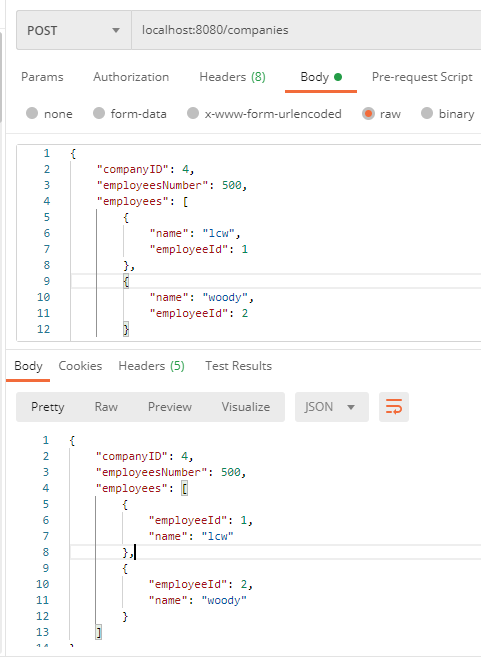 POST localhost:8080/companies
Params Authorization Headers (8) Body Pre-request Script
none form-data x-www-form-urlencoded raw binary
1 {
2 "companyID": 4,
3 "employeesNumber": 500,
4 "employees": [
5 {
6 "name": "lcw",
7 "employeeId": 1
8 },
9 {
10 "name": "woody",
11 "employeeId": 2
12 }
Body Cookies Headers (5) Test Results
Pretty Raw Preview Visualize JSON
1 {
2 "companyID": 4,
3 "employeesNumber": 500,
4 "employees": [
5 {
6 "employeeId": 1,
7 "name": "lcw"
8 },
9 {
10 "employeeId": 2,
11 "name": "woody"
12 }
13 ]